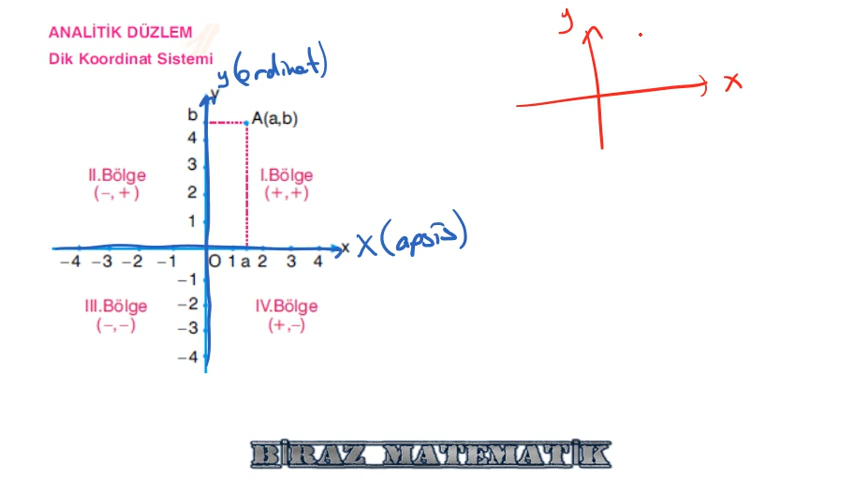 ANALİTİK DÜZLEM
Dik Koordinat Sistemi
y(ordinat)
y
b
A(a,b)
4
3
2
1
II.Bölge
(−,+)
I.Bölge
(+,+)
x
x(apsis)
−4 −3 −2 −1 O 1 a 2 3 4
−1
−2
−3
−4
III.Bölge
(−,−)
IV.Bölge
(+,−)
y
x
BİRAZ MATEMATİK